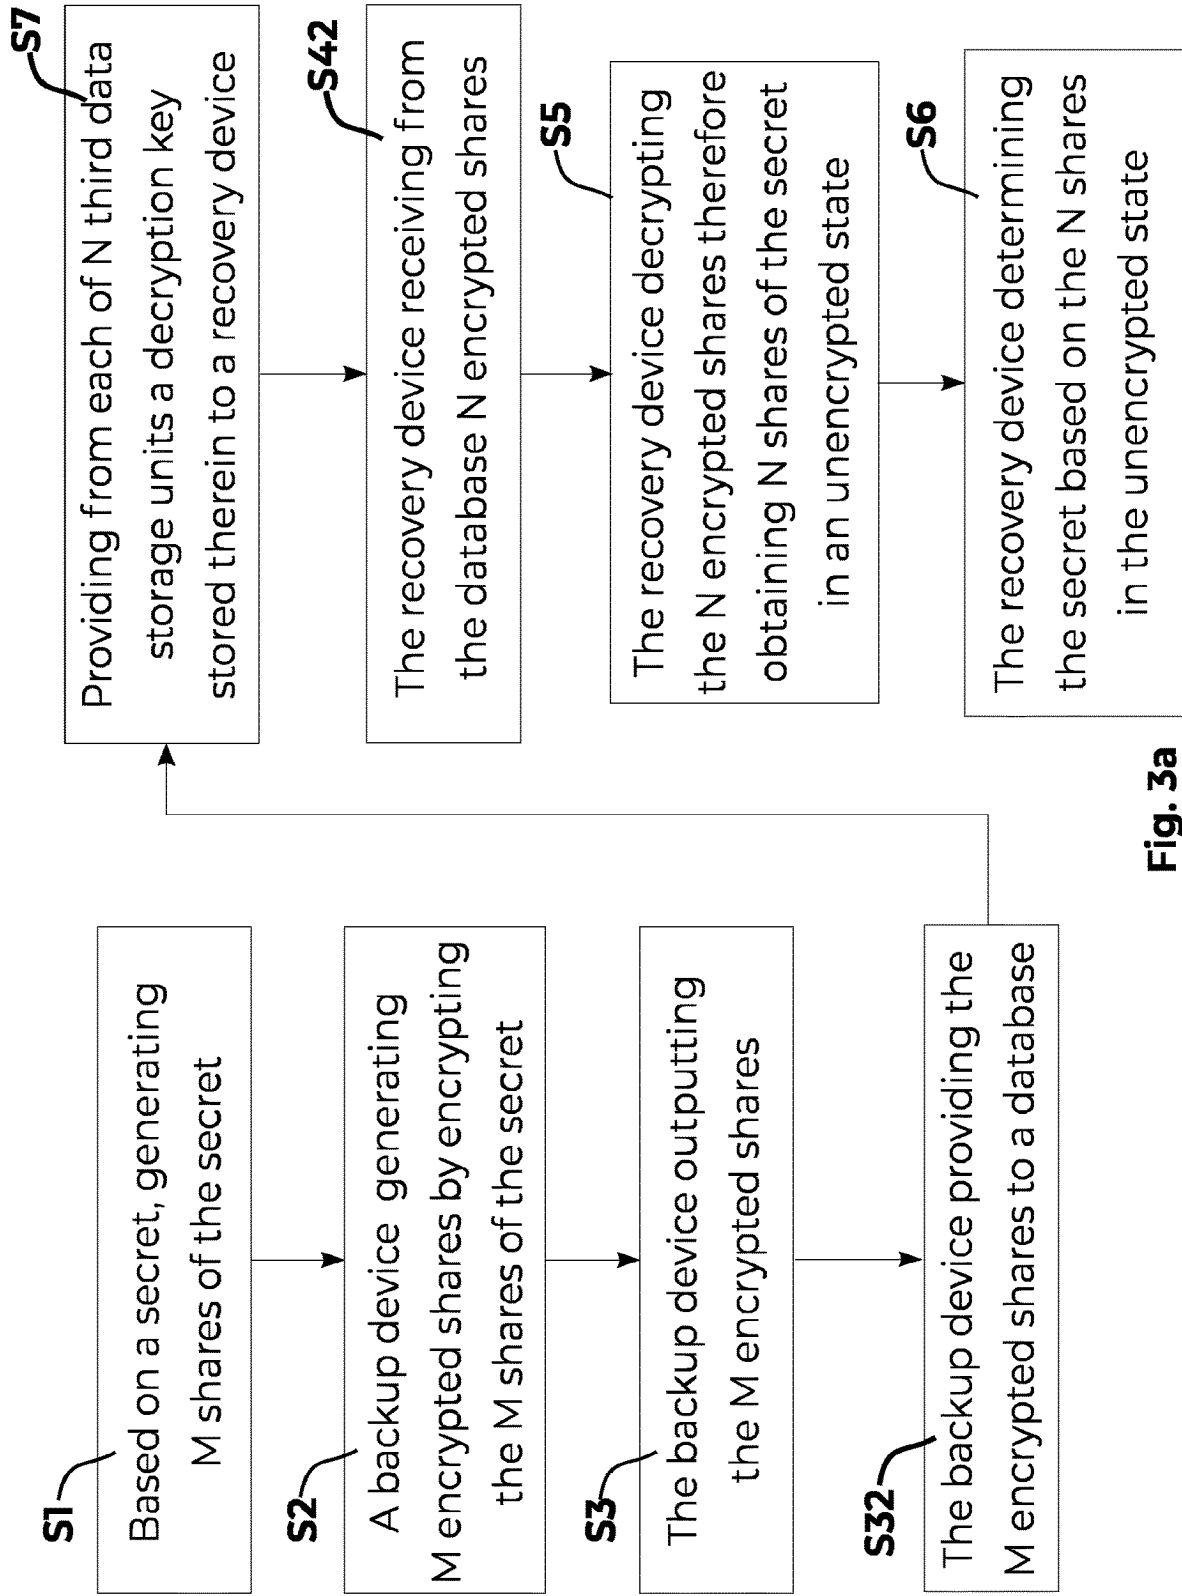 S1
Based on a secret, generating
M shares of the secret
S2
A backup device generating
M encrypted shares by encrypting
the M shares of the secret
S3
The backup device outputting
the M encrypted shares
S32
The backup device providing the
M encrypted shares to a database
S7
Providing from each of N third data
storage units a decryption key
stored therein to a recovery device
S42
The recovery device receiving from
the database N encrypted shares
S5
The recovery device decrypting
the N encrypted shares therefore
obtaining N shares of the secret
in an unencrypted state
S6
The recovery device determining
the secret based on the N shares
in the unencrypted state
Fig. 3a